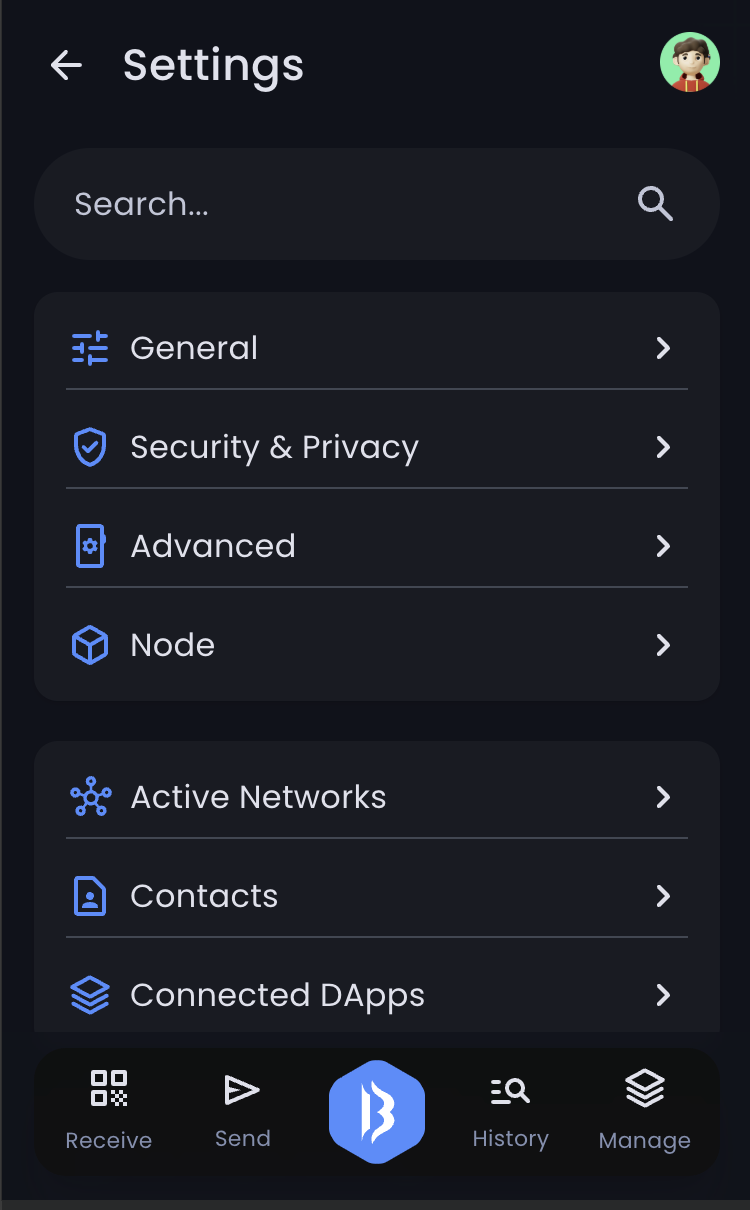 Settings
Search...
General
Security & Privacy
Advanced
Node
Active Networks
Contacts
Connected DApps
Receive
Send
History
Manage